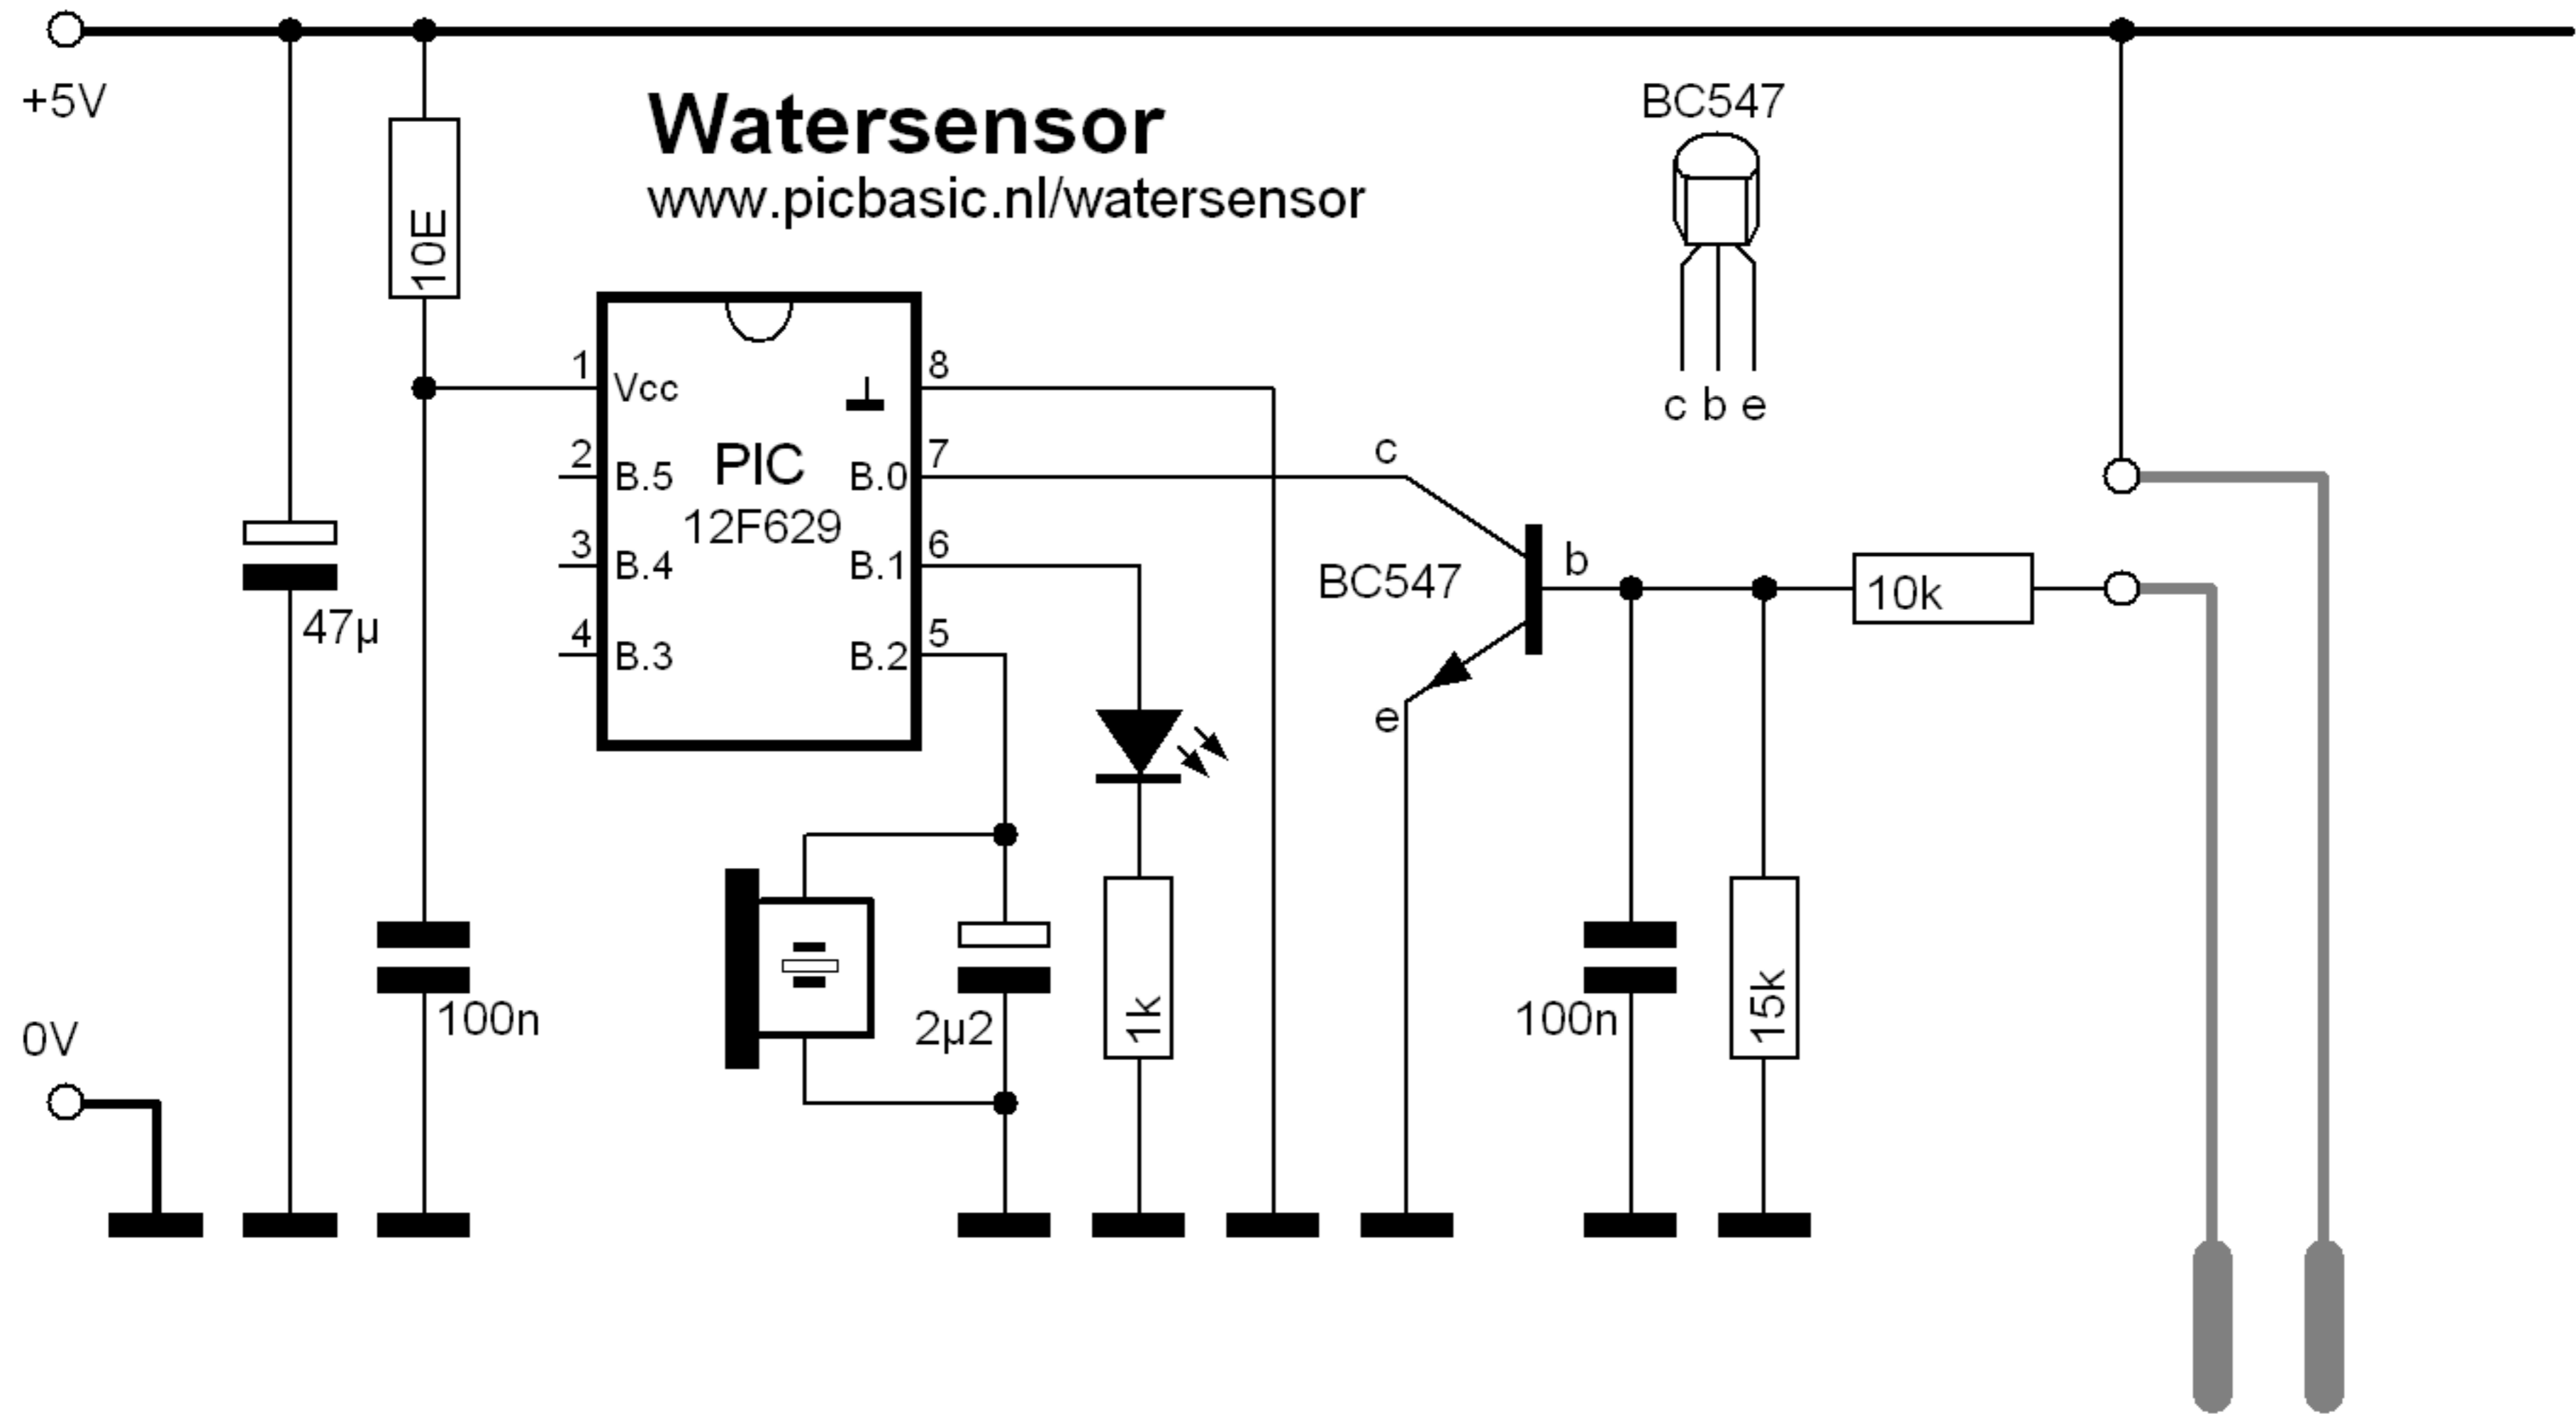 +5V
Watersensor
www.picbasic.nl/watersensor
BC547
c b e
10E
1
Vcc
8
2
B.5
PIC
B.0
7
c
12F629
3
B.4
B.1
6
BC547
b
10k
47µ
4
B.3
B.2
5
e
0V
100n
2µ2
1k
100n
15k